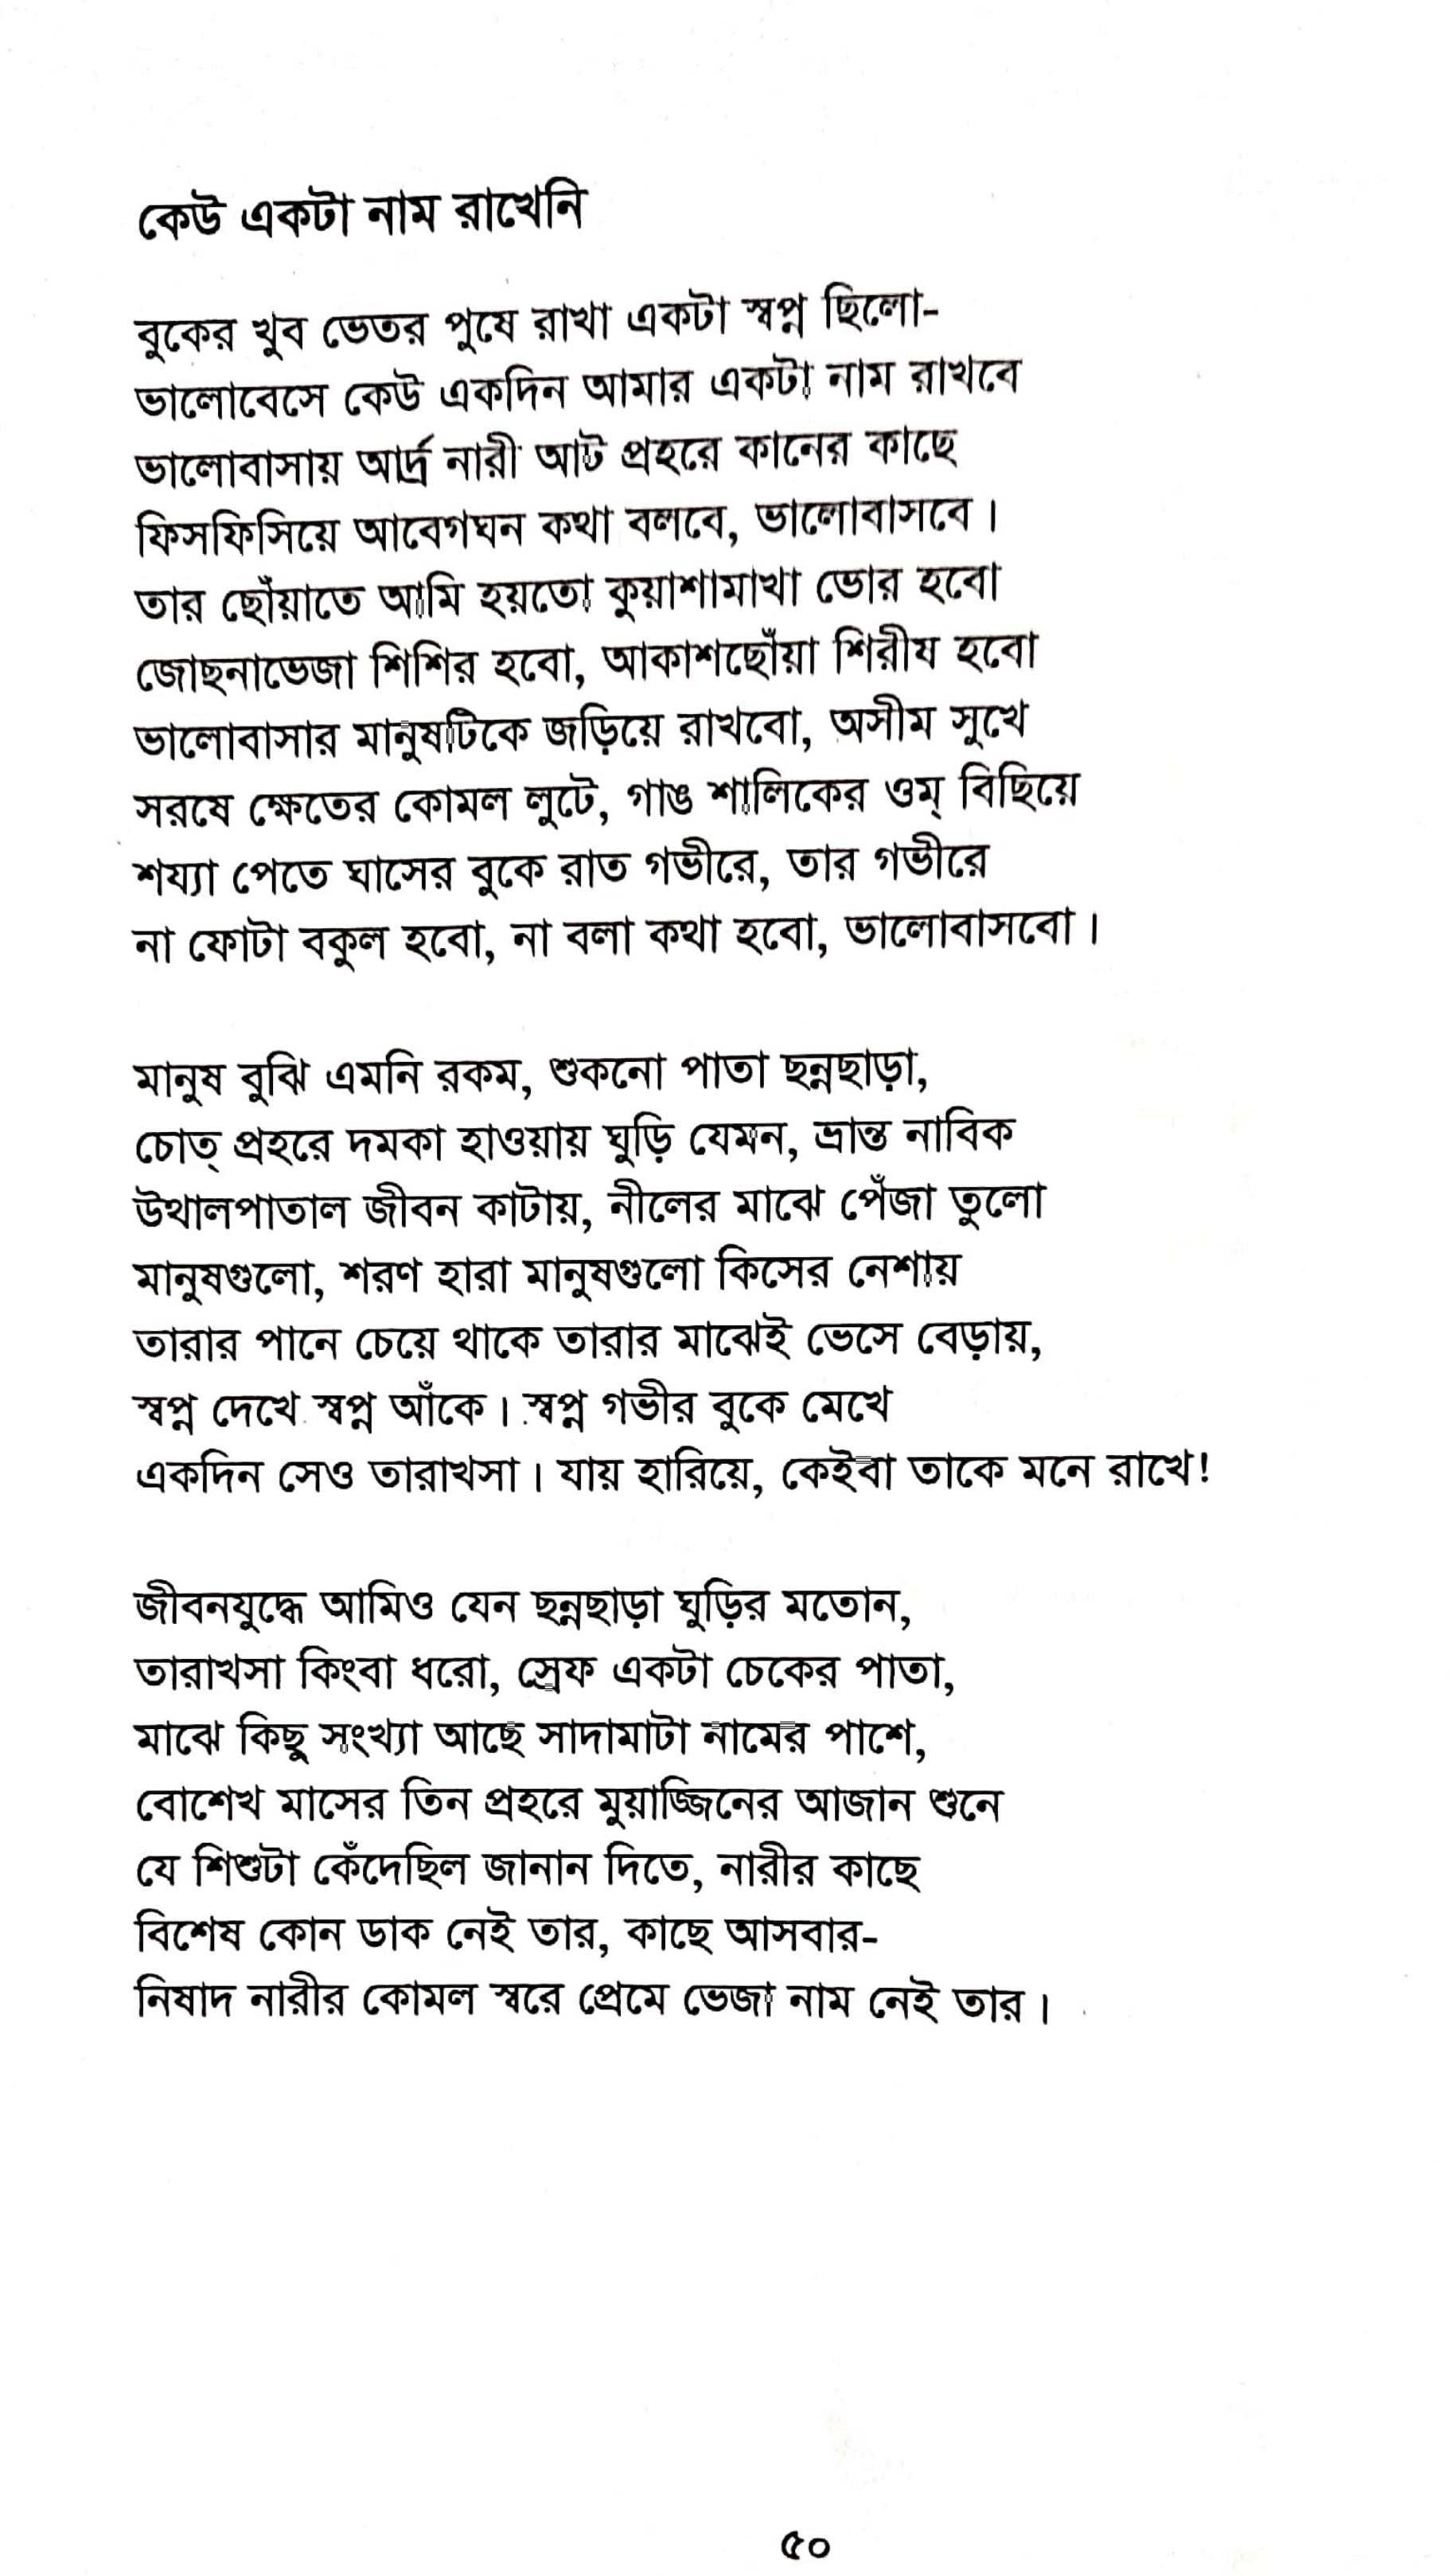 কেউ একটা নাম রাখেনি
বুকের খুব ভেতর পুষে রাখা একটা স্বপ্ন ছিলো-
ভালোবেসে কেউ একদিন আমার একটা নাম রাখবে
ভালোবাসায় আর্দ্র নারী আট প্রহরে কানের কাছে
ফিসফিসিয়ে আবেগঘন কথা বলবে, ভালোবাসবে।
তার ছোঁয়াতে আমি হয়তো কুয়াশামাখা ভোর হবো
জোছনাভেজা শিশির হবো, আকাশছোঁয়া শিরীষ হবো
ভালোবাসার মানুষটিকে জড়িয়ে রাখবো, অসীম সুখে
সরষে ক্ষেতের কোমল লুটে, গাঙ শালিকের ওম্ বিছিয়ে
শয্যা পেতে ঘাসের বুকে রাত গভীরে, তার গভীরে
না ফোটা বকুল হবো, না বলা কথা হবো, ভালোবাসবো।
মানুষ বুঝি এমনি রকম, শুকনো পাতা ছন্নছাড়া,
চোত্ প্রহরে দমকা হাওয়ায় ঘুড়ি যেমন, ভ্রান্ত নাবিক
উথালপাতাল জীবন কাটায়, নীলের মাঝে পেঁজা তুলো
মানুষগুলো, শরণ হারা মানুষগুলো কিসের নেশায়
তারার পানে চেয়ে থাকে তারার মাঝেই ভেসে বেড়ায়,
স্বপ্ন দেখে স্বপ্ন আঁকে। স্বপ্ন গভীর বুকে মেখে
একদিন সেও তারাখসা। যায় হারিয়ে, কেইবা তাকে মনে রাখে!
জীবনযুদ্ধে আমিও যেন ছন্নছাড়া ঘুড়ির মতোন,
তারাখসা কিংবা ধরো, স্রেফ একটা চেকের পাতা,
মাঝে কিছু সংখ্যা আছে সাদামাটা নামের পাশে,
বোশেখ মাসের তিন প্রহরে মুয়াজ্জিনের আজান শুনে
যে শিশুটা কেঁদেছিল জানান দিতে, নারীর কাছে
বিশেষ কোন ডাক নেই তার, কাছে আসবার-
নিষাদ নারীর কোমল স্বরে প্রেমে ভেজা নাম নেই তার।
৫০